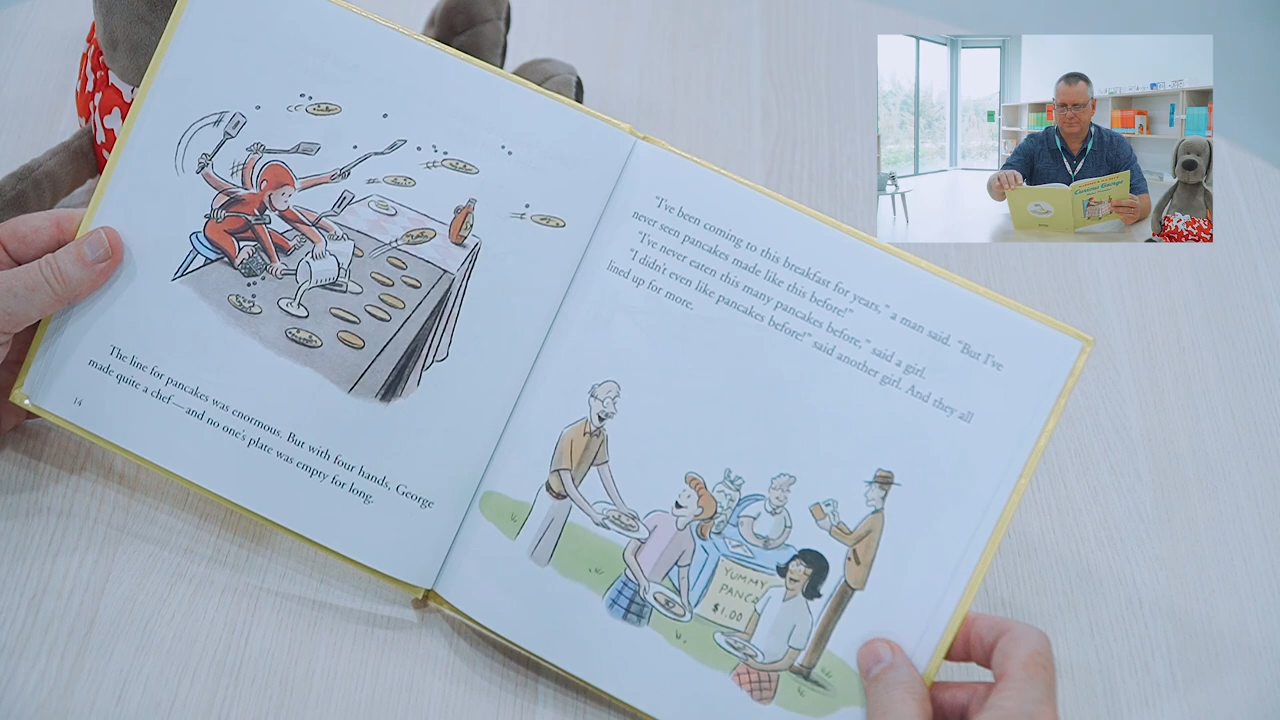 The line for pancakes was enormous. But with four hands, George
made quite a chef—and no one's plate was empty for long.
14
"I've been coming to this breakfast for years," a man said. "But I've
never seen pancakes made like this before!"
"I've never eaten this many pancakes before," said a girl.
"I didn't even like pancakes before!" said another girl. And they all
lined up for more.
YUMMY
PANCA
$1.00
Curious George